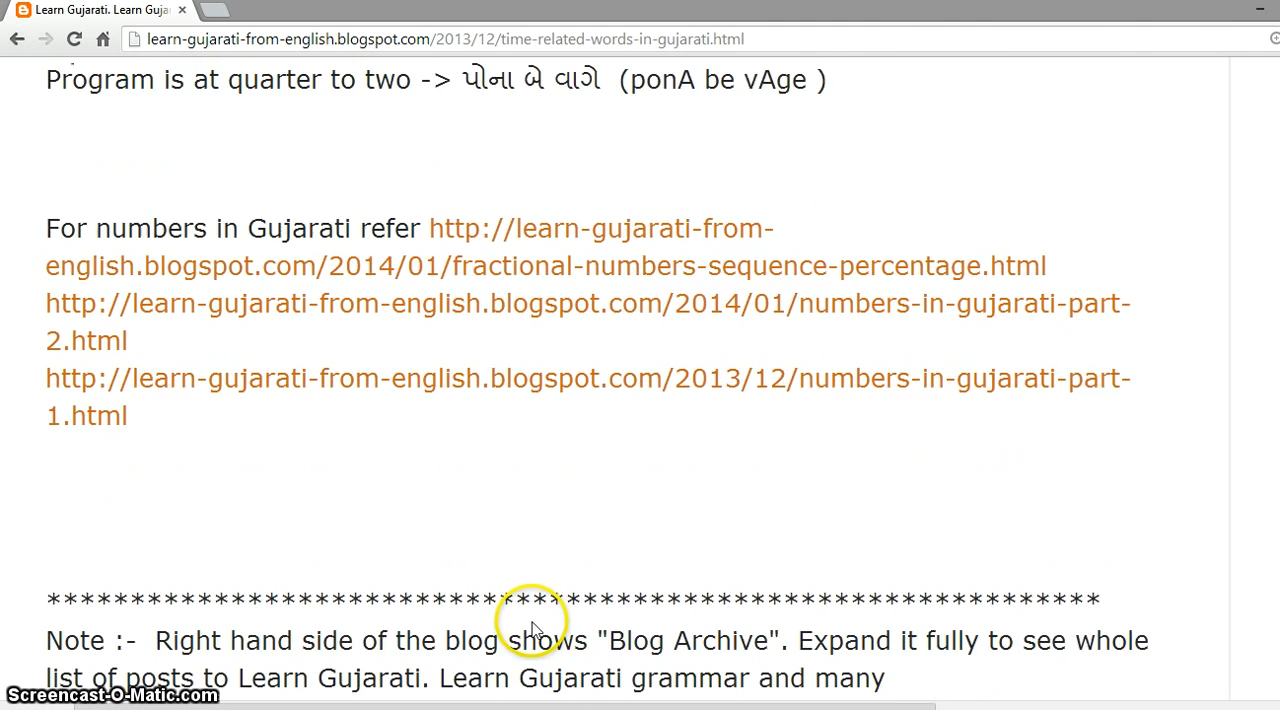 Learn Gujarati. Learn Guja
learn-gujarati-from-english.blogspot.com/2013/12/time-related-words-in-gujarati.html
Program is at quarter to two -> પોના બે વાગે (ponA be vAge )
For numbers in Gujarati refer http://learn-gujarati-from-
english.blogspot.com/2014/01/fractional-numbers-sequence-percentage.html
http://learn-gujarati-from-english.blogspot.com/2014/01/numbers-in-gujarati-part-
2.html
http://learn-gujarati-from-english.blogspot.com/2013/12/numbers-in-gujarati-part-
1.html
****************************************************************
Note :- Right hand side of the blog shows "Blog Archive". Expand it fully to see whole
list of posts to Learn Gujarati. Learn Gujarati grammar and many
Screencast-O-Matic.com